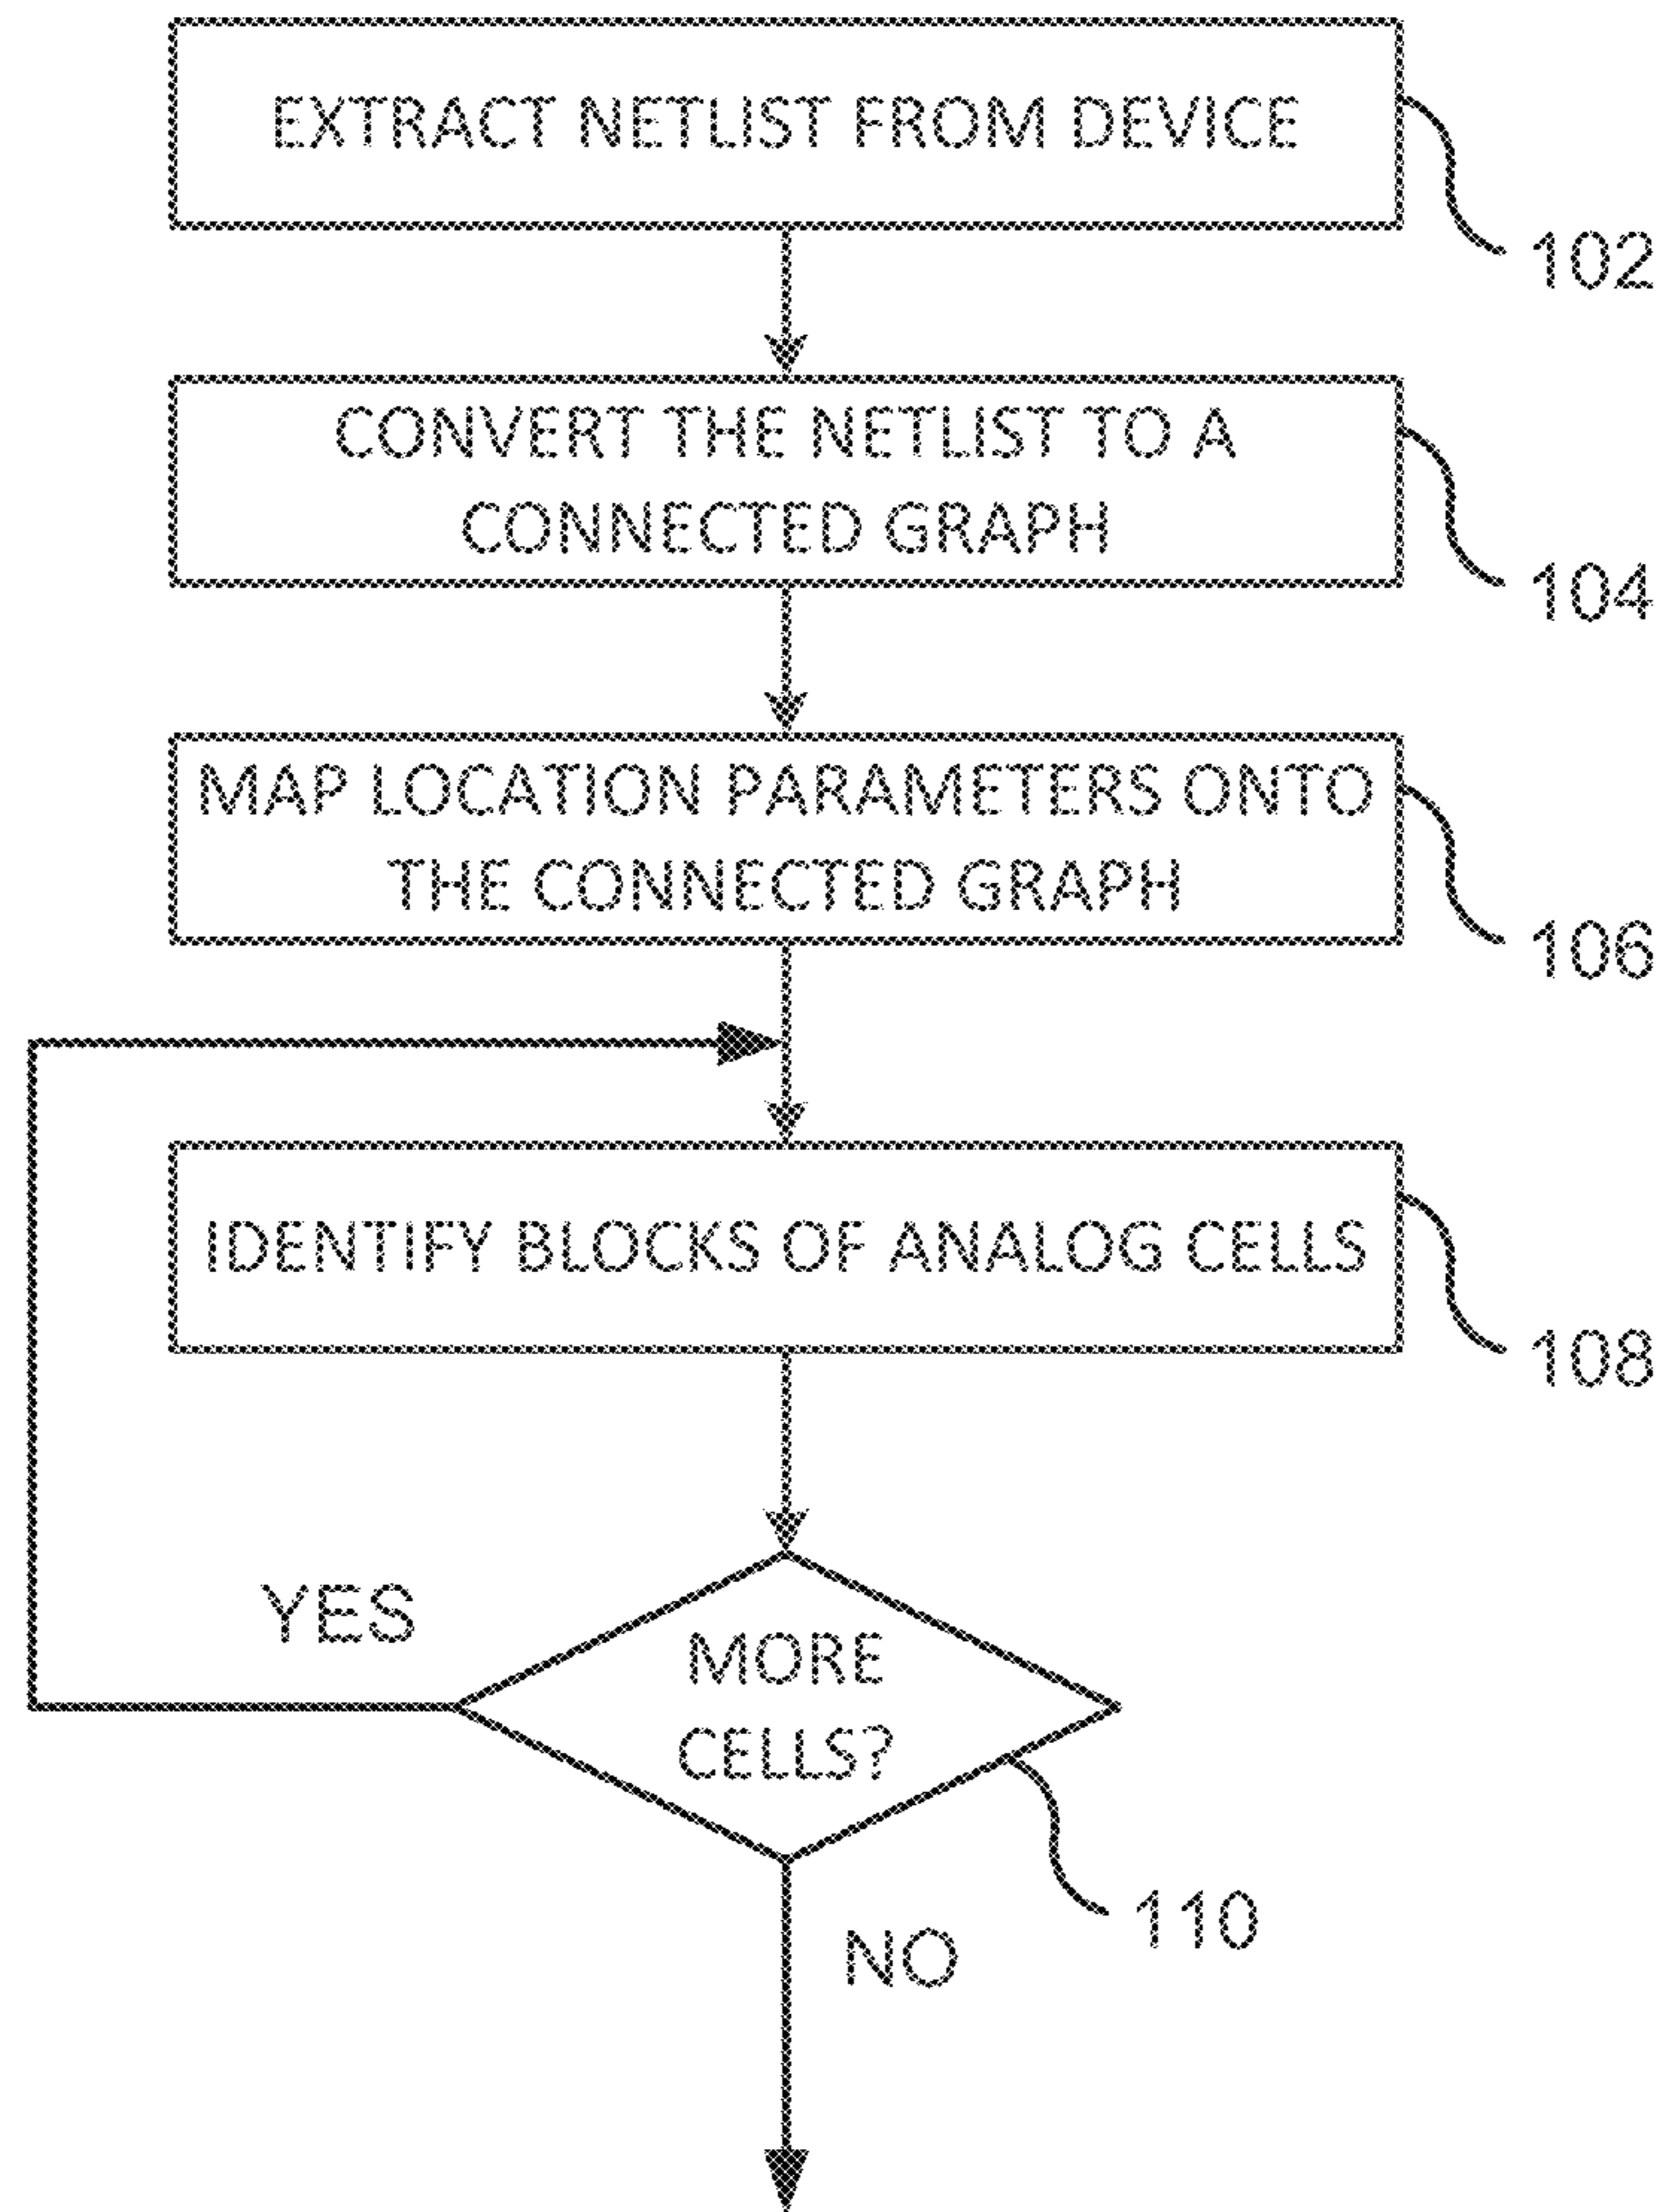 EXTRACT NETLIST FROM DEVICE
102
CONVERT THE NETLIST TO A
CONNECTED GRAPH
104
MAP LOCATION PARAMETERS ONTO
THE CONNECTED GRAPH
106
IDENTIFY BLOCKS OF ANALOG CELLS
108
YES
MORE
CELLS?
110
NO